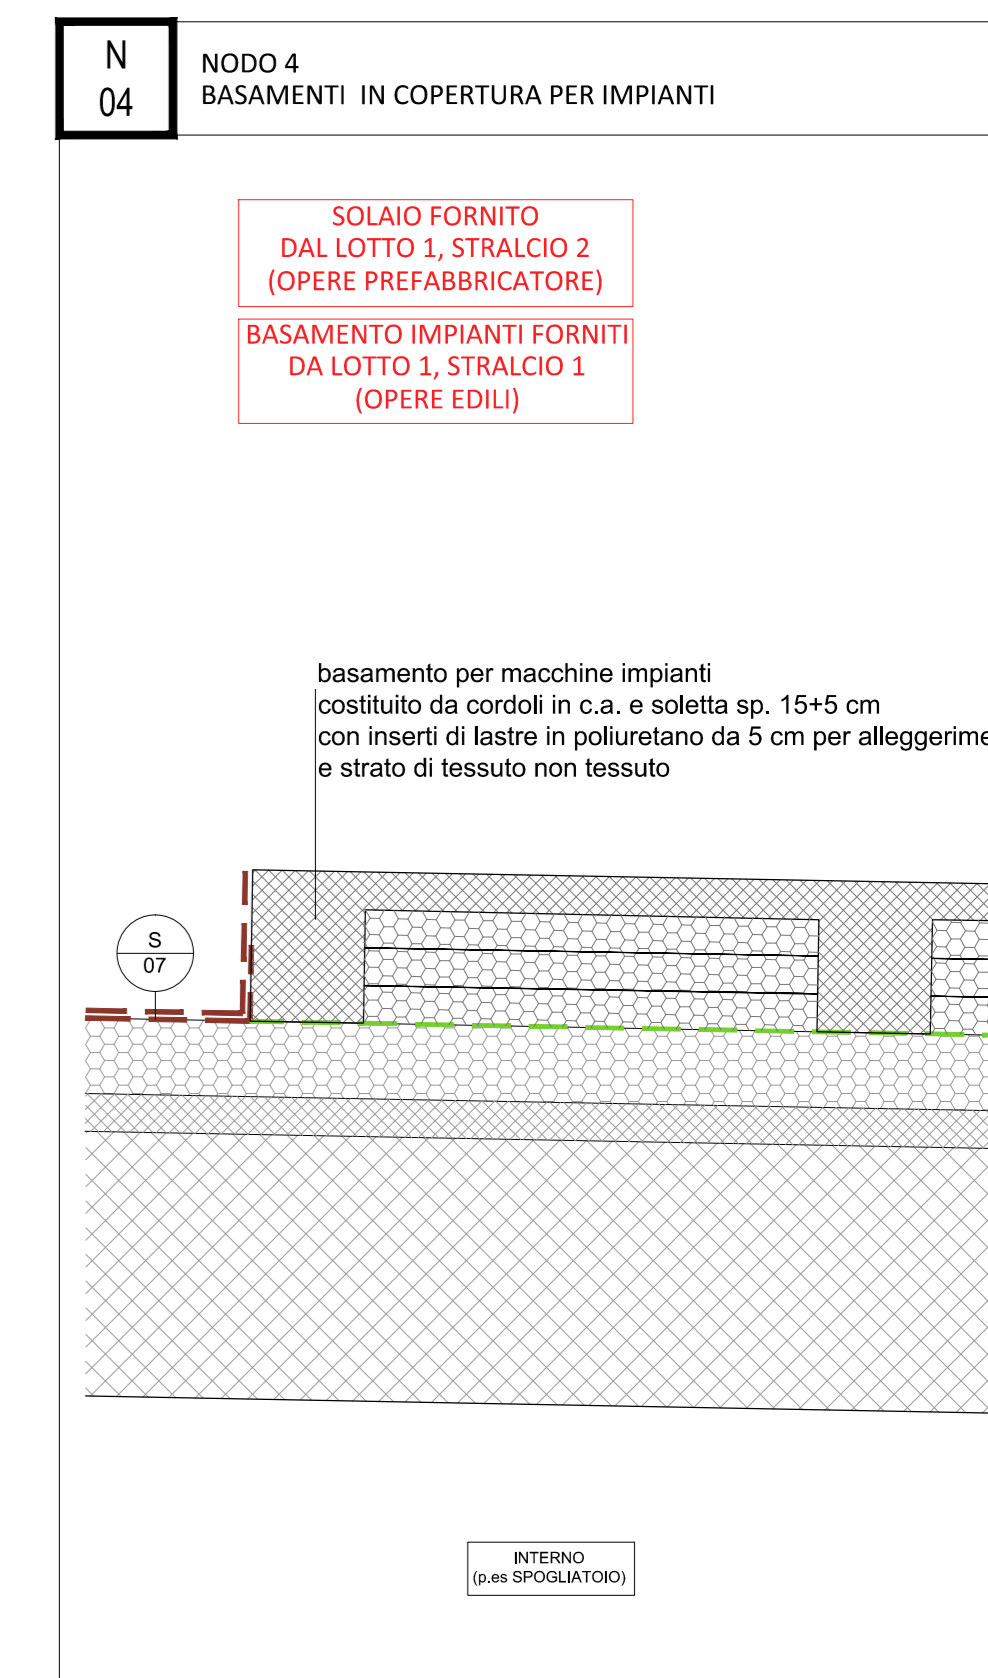 N
04
NODO 4
BASAMENTI IN COPERTURA PER IMPIANTI
SOLAIO FORNITO
DAL LOTTO 1, STRALCIO 2
(OPERE PREFABBRICATORE)
BASAMENTO IMPIANTI FORNITI
DA LOTTO 1, STRALCIO 1
(OPERE EDILI)
basamento per macchine impianti
costituito da cordoli in c.a. e soletta sp. 15+5 cm
con inserti di lastre in poliuretano da 5 cm per alleggerime
e strato di tessuto non tessuto
S
07
INTERNO
(p.es SPOGLIATOIO)